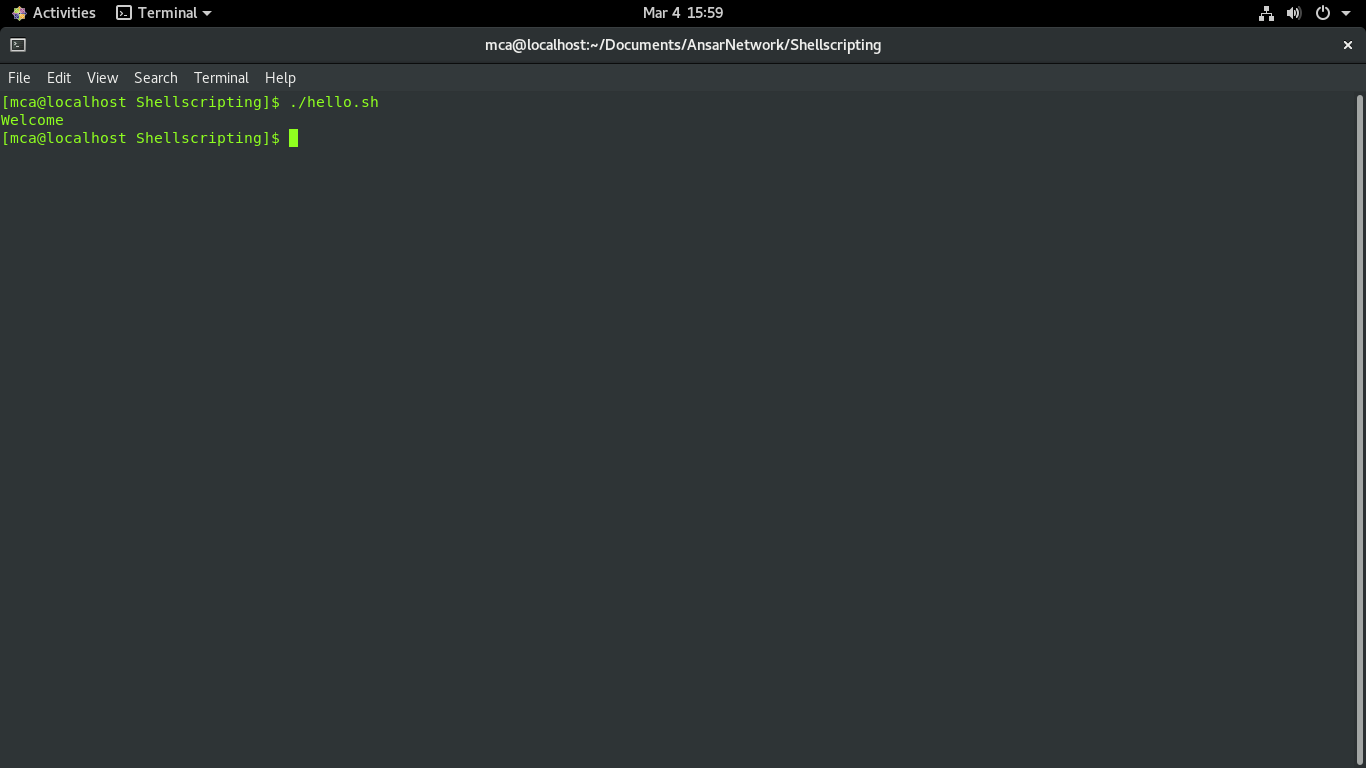 Activities Terminal Mar 4 15:59
mca@localhost:~/Documents/AnsarNetwork/Shellscripting
File Edit View Search Terminal Help
[mca@localhost Shellscripting]$ ./hello.sh
Welcome
[mca@localhost Shellscripting]$